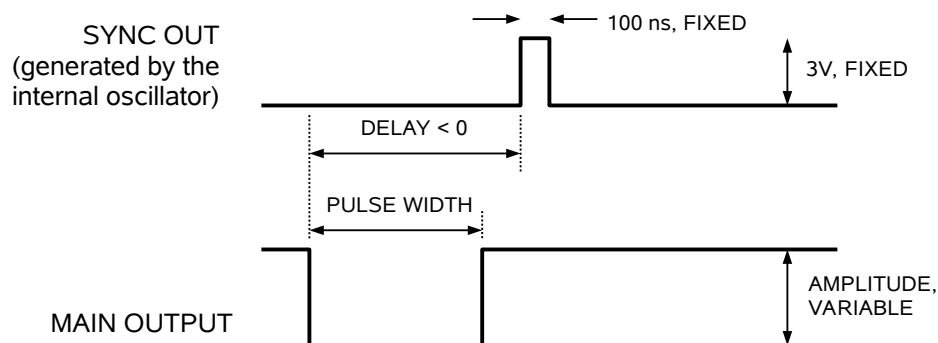 100 ns, FIXED
SYNC OUT
(generated by the
internal oscillator)
3V, FIXED
DELAY < 0
PULSE WIDTH
AMPLITUDE,
VARIABLE
MAIN OUTPUT